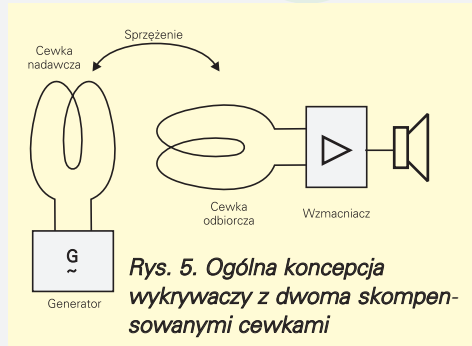 Sprzężenie
Cewka
nadawcza
Cewka
odbiorcza
Wzmacniacz
G
~
Generator
Rys. 5. Ogólna koncepcja
wykrywaczy z dwoma skompen-
sowanymi cewkami